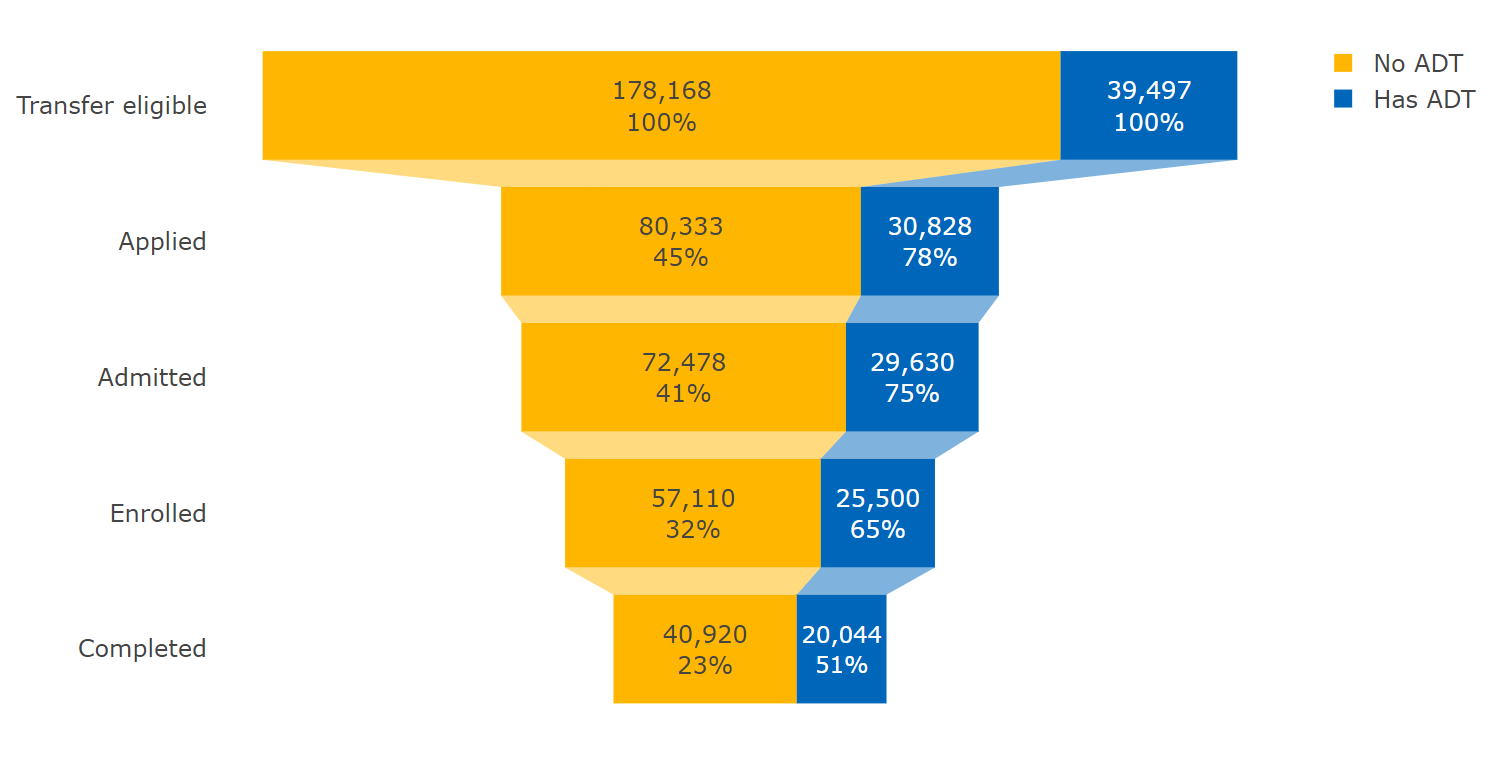 No ADT
Has ADT
Transfer eligible
178,168
100%
39,497
100%
Applied
80,333
45%
30,828
78%
Admitted
72,478
41%
29,630
75%
Enrolled
57,110
32%
25,500
65%
Completed
40,920
23%
20,044
51%